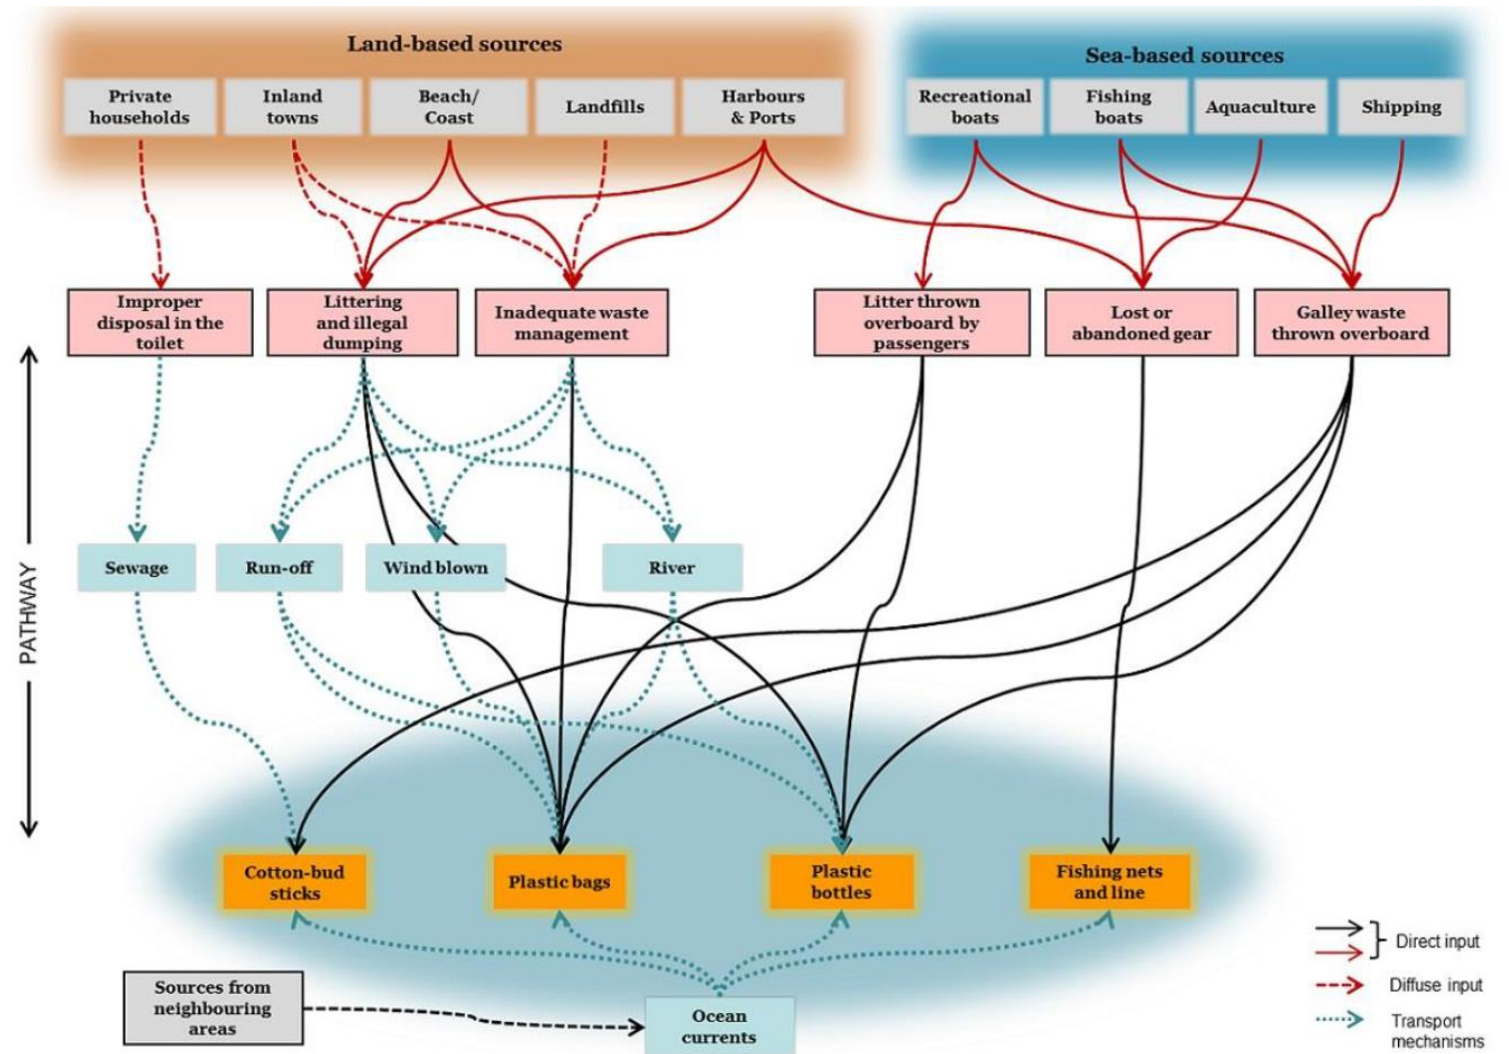 Land-based sources
Sea-based sources
Private
households
Inland
towns
Beach/
Coast
Landfills
Harbours
& Ports
Recreational
boats
Fishing
boats
Aquaculture
Shipping
Improper
disposal in the
toilet
Littering
and illegal
dumping
Inadequate waste
management
Litter thrown
overboard by
passengers
Lost or
abandoned gear
Galley waste
thrown overboard
PATHWAY
Sewage
Run-off
Wind blown
River
Cotton-bud
sticks
Plastic bags
Plastic
bottles
Fishing nets
and line
Sources from
neighbouring
areas
Ocean
currents
Direct input
Diffuse input
Transport
mechanisms